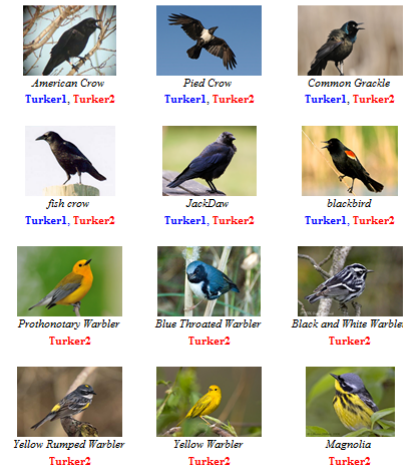 American Crow Pied Crow Common Grackle
Turker1, Turker2 Turker1, Turker2 Turker1, Turker2
fish crow JackDaw blackbird
Turker1, Turker2 Turker1, Turker2 Turker1, Turker2
Prothonotary Warbler Blue Throated Warbler Black and White Warbler
Turker2 Turker2 Turker2
Yellow Rumped Warbler Yellow Warbler Magnolia
Turker2 Turker2 Turker2